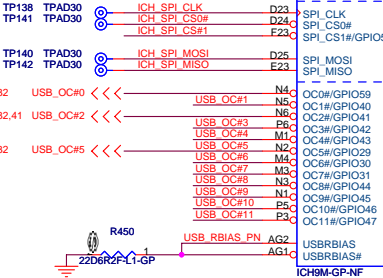 TP138 TPAD30 ICH_SPI_CLK D23 SPI_CLK
TP141 TPAD30 ICH_SPI_CS0# D24 SPI_CS0#
ICH_SPI_CS#1 F23 SPI_CS1#/GPIO5
TP140 TPAD30 ICH_SPI_MOSI D25 SPI_MOSI
TP142 TPAD30 ICH_SPI_MISO E23 SPI_MISO
32 USB_OC#0 N4 OC0#/GPIO59
USB_OC#1 N5 OC1#/GPIO40
32,41 USB_OC#2 N6 OC2#/GPIO41
USB_OC#3 P6 OC3#/GPIO42
USB_OC#4 M1 OC4#/GPIO43
32 USB_OC#5 USB_OC#5 N2 OC5#/GPIO29
USB_OC#6 M4 OC6#/GPIO30
USB_OC#7 M3 OC7#/GPIO31
USB_OC#8 N3 OC8#/GPIO44
USB_OC#9 N1 OC9#/GPIO45
USB_OC#10 P5 OC10#/GPIO46
USB_OC#11 P3 OC11#/GPIO47
R450 USB_RBIAS_PN AG2 USBRBIAS
1 AG1 USBRBIAS#
22D6R2F-L1-GP
ICH9M-GP-NF